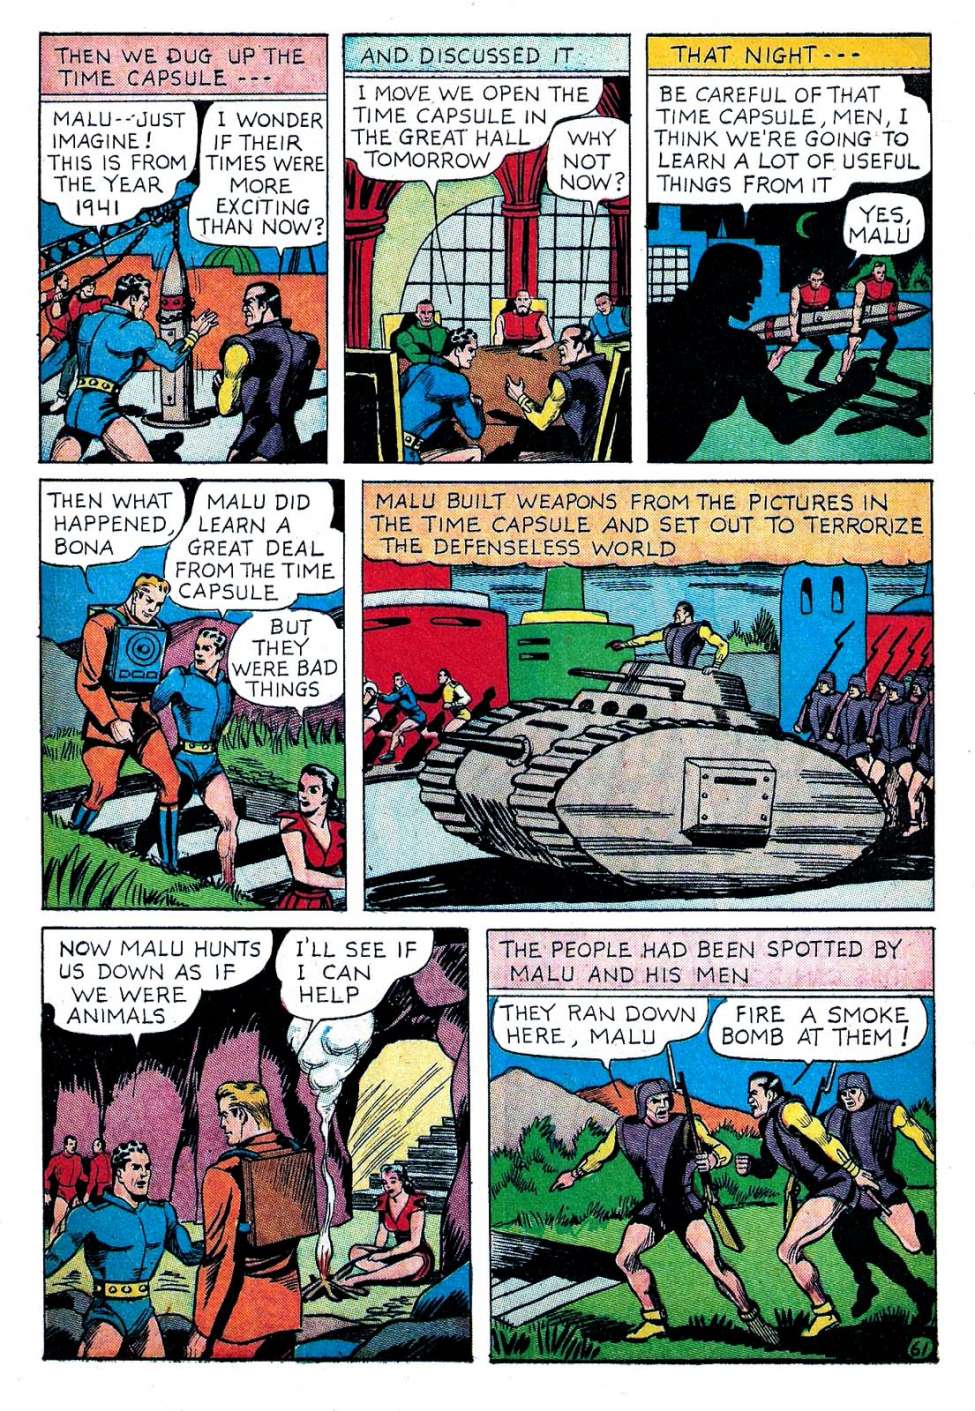 THEN WE DUG UP THE
TIME CAPSULE ---
MALU--JUST
IMAGINE!
THIS IS FROM
THE YEAR
1941
I WONDER
IF THEIR
TIMES WERE
MORE
EXCITING
THAN NOW?
AND DISCUSSED IT
I MOVE WE OPEN THE
TIME CAPSULE IN
THE GREAT HALL
TOMORROW
WHY
NOT
NOW?
THAT NIGHT---
BE CAREFUL OF THAT
TIME CAPSULE, MEN, I
THINK WE'RE GOING TO
LEARN A LOT OF USEFUL
THINGS FROM IT
YES,
MALU
THEN WHAT
HAPPENED,
BONA
MALU DID
LEARN A
GREAT DEAL
FROM THE TIME
CAPSULE
BUT
THEY
WERE BAD
THINGS
MALU BUILT WEAPONS FROM THE PICTURES IN
THE TIME CAPSULE AND SET OUT TO TERRORIZE
THE DEFENSELESS WORLD
NOW MALU HUNTS
US DOWN AS IF
WE WERE
ANIMALS
I'LL SEE IF
I CAN
HELP
THE PEOPLE HAD BEEN SPOTTED BY
MALU AND HIS MEN
THEY RAN DOWN
HERE, MALU
FIRE A SMOKE
BOMB AT THEM!
61